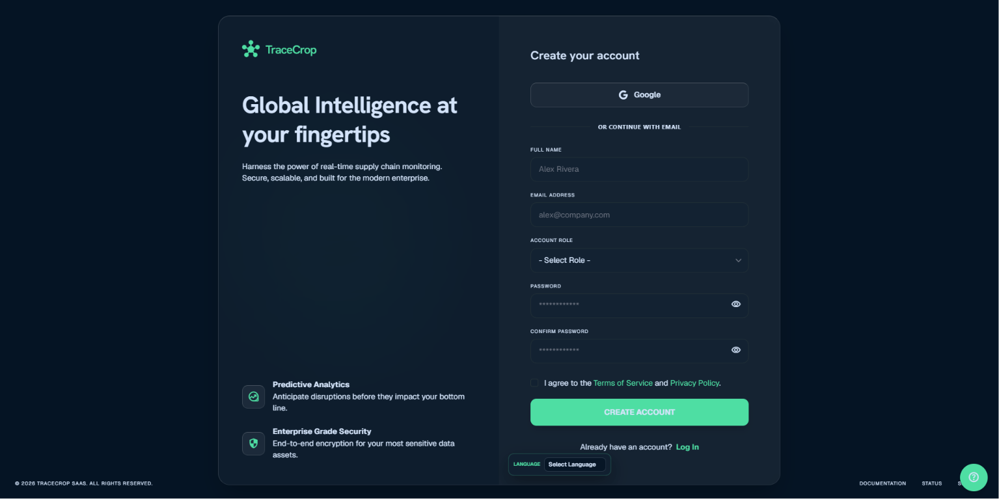 TraceCrop
Global Intelligence at
your fingertips
Harness the power of real-time supply chain monitoring.
Secure, scalable, and built for the modern enterprise.
Predictive Analytics
Anticipate disruptions before they impact your bottom
line.
Enterprise Grade Security
End-to-end encryption for your most sensitive data
assets.
Create your account
Google
OR CONTINUE WITH EMAIL
FULL NAME
Alex Rivera
EMAIL ADDRESS
alex@company.com
ACCOUNT ROLE
- Select Role -
PASSWORD
************
CONFIRM PASSWORD
************
I agree to the Terms of Service and Privacy Policy.
CREATE ACCOUNT
Already have an account? Log In
LANGUAGE Select Language
© 2026 TRACECROP SAAS. ALL RIGHTS RESERVED.
DOCUMENTATION STATUS